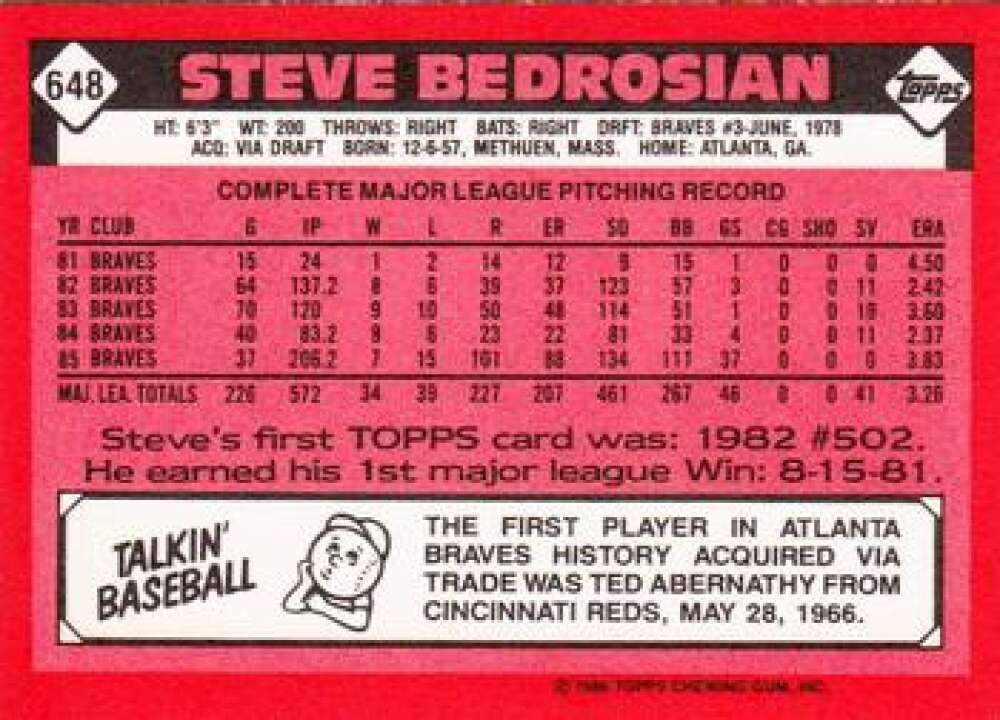 648
STEVE BEDROSIAN
TOPPS
HT: 6'3" WT: 200 THROWS: RIGHT BATS: RIGHT DRFT: BRAVES #3-JUNE, 1978
ACQ: VIA DRAFT BORN: 12-6-57, METHUEN, MASS. HOME: ATLANTA, GA.
COMPLETE MAJOR LEAGUE PITCHING RECORD
YR CLUB G IP W L R ER SO BB GS CG SHO SV ERA
81 BRAVES 15 24 1 2 14 12 9 15 1 0 0 0 4.50
82 BRAVES 64 137.2 8 6 39 37 123 57 3 0 0 11 2.42
83 BRAVES 70 120 9 10 50 48 114 51 1 0 0 19 3.60
84 BRAVES 40 83.2 9 6 23 22 81 33 4 0 0 11 2.37
85 BRAVES 37 206.2 7 15 101 88 134 111 37 0 0 0 3.83
MAJ. LEA. TOTALS 226 572 34 39 227 207 461 267 46 0 0 41 3.26
Steve's first TOPPS card was: 1982 #502.
He earned his 1st major league Win: 8-15-81.
TALKIN'
BASEBALL
THE FIRST PLAYER IN ATLANTA
BRAVES HISTORY ACQUIRED VIA
TRADE WAS TED ABERNATHY FROM
CINCINNATI REDS, MAY 28, 1966.
© 1986 TOPPS CHEWING GUM, INC.